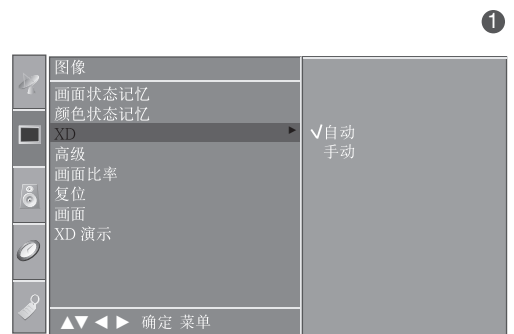 ❶
图像
画面状态记忆
颜色状态记忆
XD
√自动
手动
高级
画面比率
复位
画面
XD 演示
▲▼ ◀ ▶ 确定 菜单